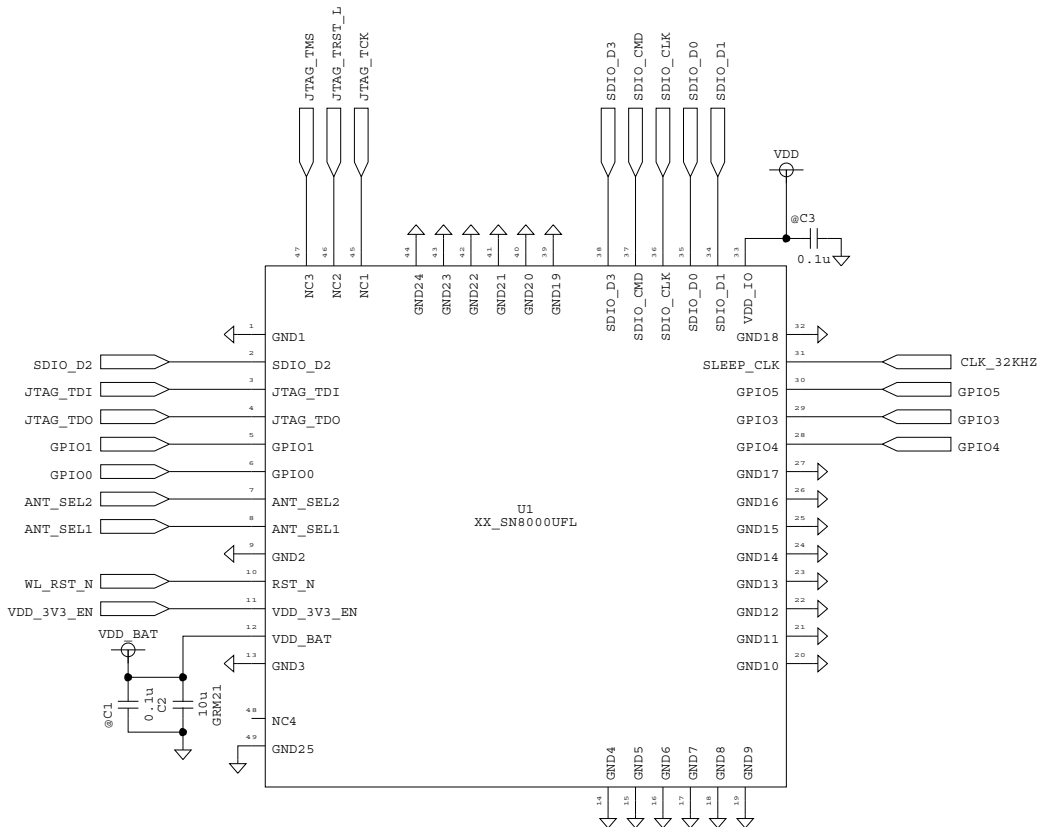 JTAG_TMS
JTAG_TRST_L
JTAG_TCK
SDIO_D3
SDIO_CMD
SDIO_CLK
SDIO_D0
SDIO_D1
VDD
@C3
0.1u
47
46
45
44
43
42
41
40
39
38
37
36
35
34
33
NC3
NC2
NC1
GND24
GND23
GND22
GND21
GND20
GND19
SDIO_D3
SDIO_CMD
SDIO_CLK
SDIO_D0
SDIO_D1
VDD_IO
1 GND1
SDIO_D2 2 SDIO_D2
JTAG_TDI 3 JTAG_TDI
JTAG_TDO 4 JTAG_TDO
GPIO1 5 GPIO1
GPIO0 6 GPIO0
ANT_SEL2 7 ANT_SEL2
ANT_SEL1 8 ANT_SEL1
9 GND2
WL_RST_N 10 RST_N
VDD_3V3_EN 11 VDD_3V3_EN
VDD_BAT 12 VDD_BAT
13 GND3
@C1
0.1u
C2
10u
GRM21
48 NC4
49 GND25
U1
XX_SN8000UFL
GND18 32
SLEEP_CLK 31 CLK_32KHZ
GPIO5 30 GPIO5
GPIO3 29 GPIO3
GPIO4 28 GPIO4
GND17 27
GND16 26
GND15 25
GND14 24
GND13 23
GND12 22
GND11 21
GND10 20
GND4
GND5
GND6
GND7
GND8
GND9
14
15
16
17
18
19